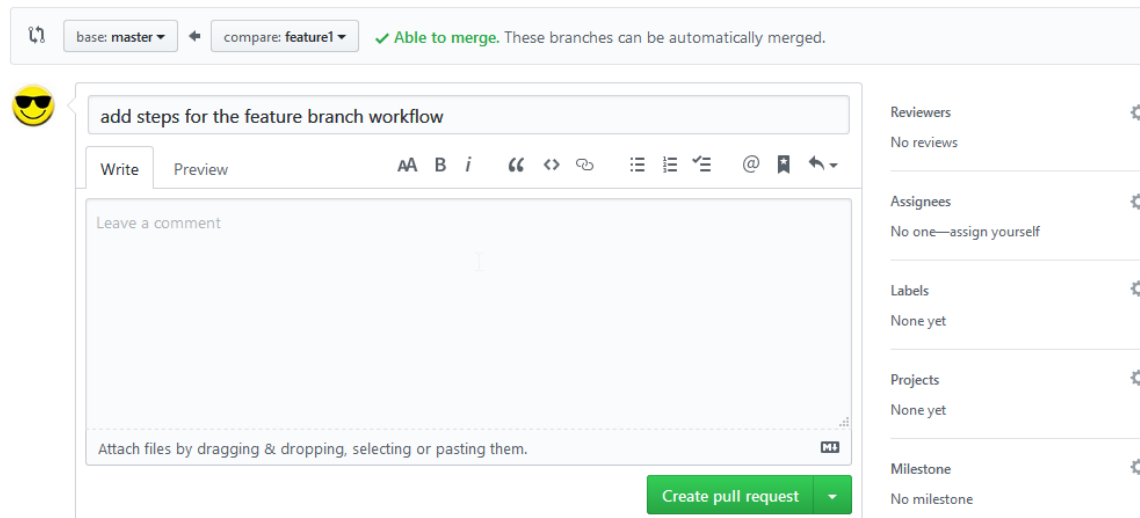 base: master compare: feature1 Able to merge. These branches can be automatically merged.
add steps for the feature branch workflow
Write Preview AA B i @
Leave a comment
Attach files by dragging & dropping, selecting or pasting them.
Create pull request
Reviewers
No reviews
Assignees
No one—assign yourself
Labels
None yet
Projects
None yet
Milestone
No milestone